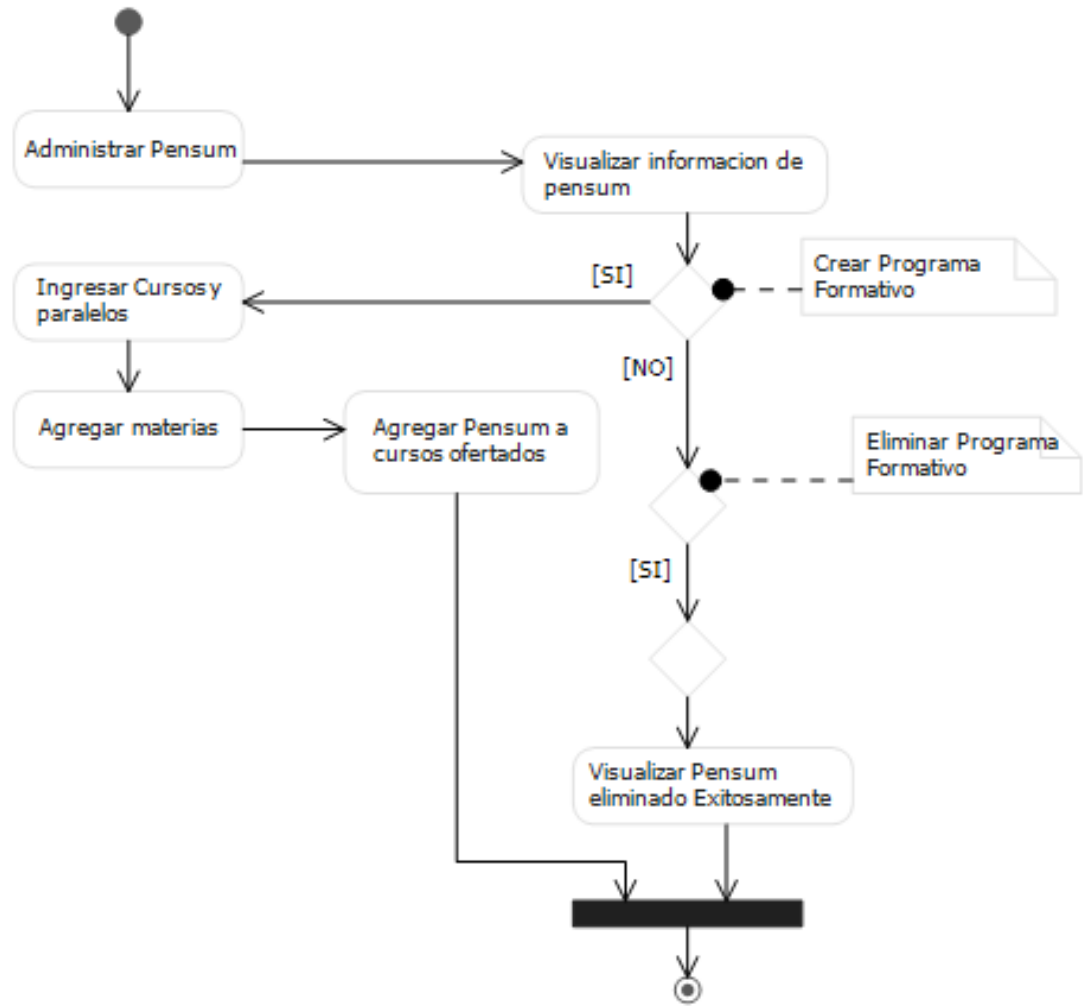 Administrar Pensum
Visualizar informacion de
pensum
[SI]
Crear Programa
Formativo
Ingresar Cursos y
paralelos
[NO]
Agregar materias
Agregar Pensum a
cursos ofertados
Eliminar Programa
Formativo
[SI]
Visualizar Pensum
eliminado Exitosamente